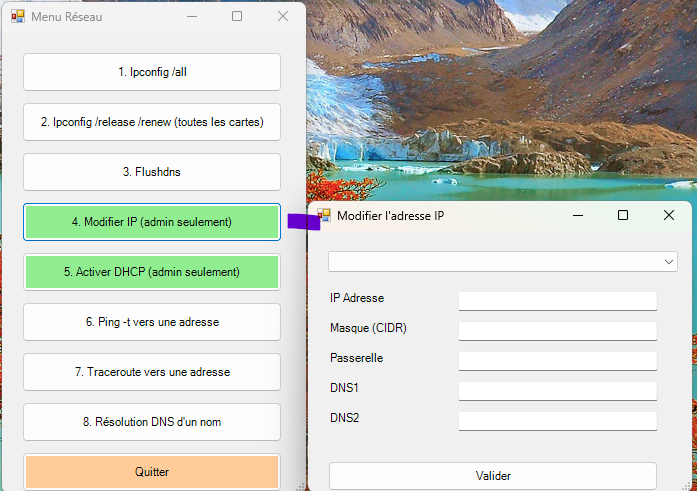 Menu Réseau
1. Ipconfig /all
2. Ipconfig /release /renew (toutes les cartes)
3. Flushdns
4. Modifier IP (admin seulement)
5. Activer DHCP (admin seulement)
6. Ping -t vers une adresse
7. Traceroute vers une adresse
8. Résolution DNS d'un nom
Quitter
Modifier l'adresse IP
IP Adresse
Masque (CIDR)
Passerelle
DNS1
DNS2
Valider